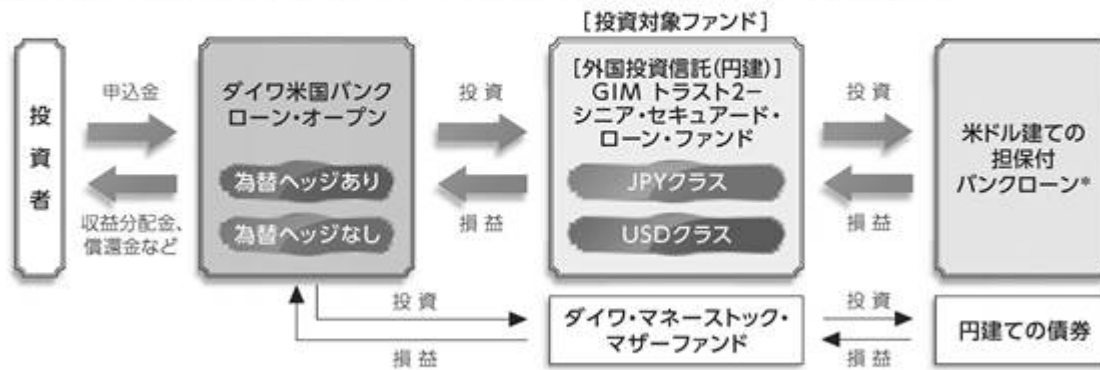 [投資対象ファンド]
投資者
申込金
収益分配金、
償還金など
ダイワ米国バンク
ローン・オープン
為替ヘッジあり
為替ヘッジなし
投資
損益
[外国投資信託(円建)]
GIM トラスト2−
シニア・セキュアード・
ローン・ファンド
JPYクラス
USDクラス
投資
損益
米ドル建ての
担保付
バンクローン*
投資
損益
ダイワ・マネーストック・
マザーファンド
投資
損益
円建ての債券